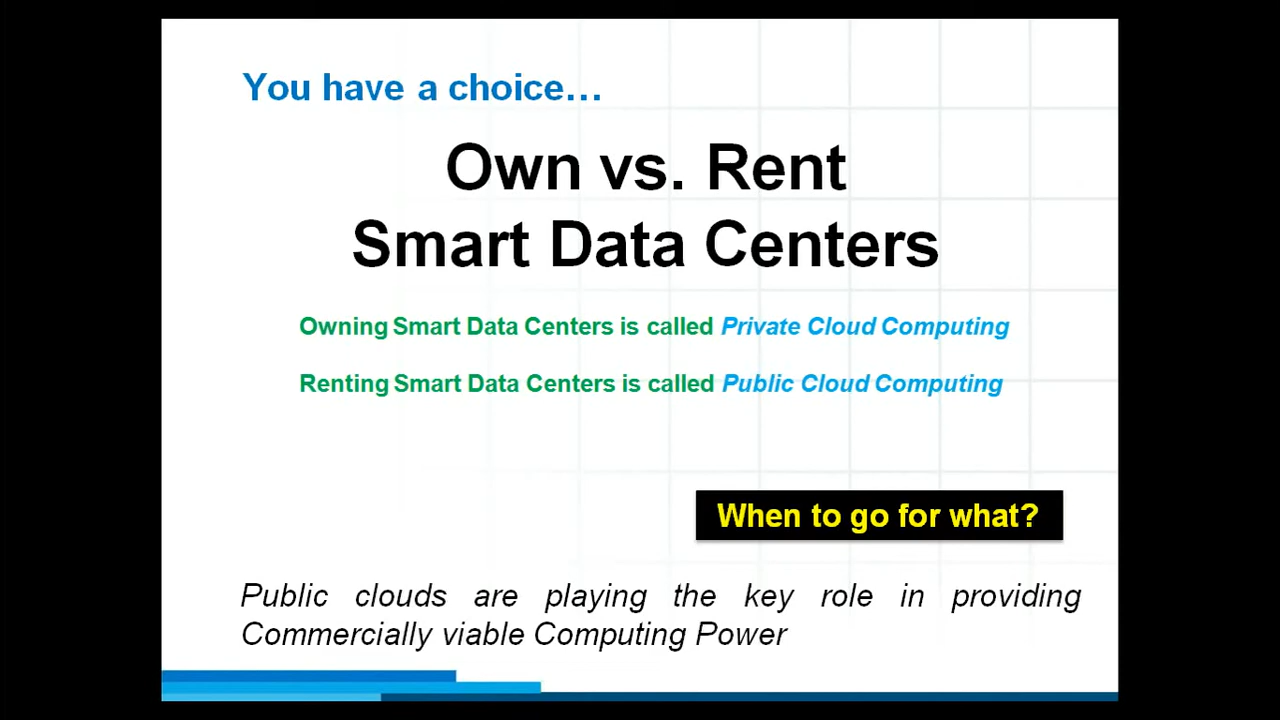 You have a choice…
Own vs. Rent
Smart Data Centers
Owning Smart Data Centers is called Private Cloud Computing
Renting Smart Data Centers is called Public Cloud Computing
When to go for what?
Public clouds are playing the key role in providing
Commercially viable Computing Power